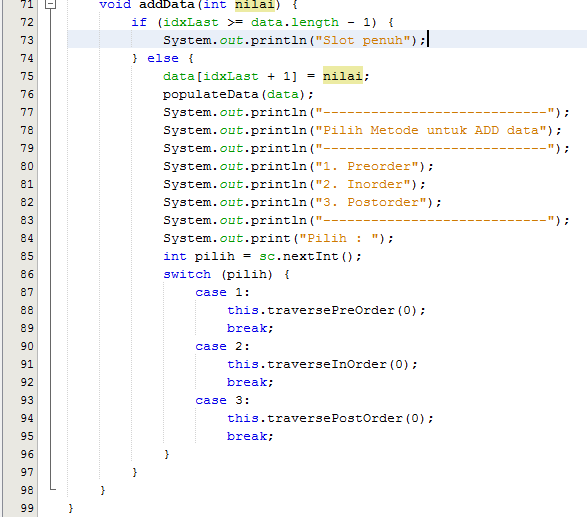 71 void addData(int nilai) {
72 if (idxLast >= data.length - 1) {
73 System.out.println("Slot penuh");
74 } else {
75 data[idxLast + 1] = nilai;
76 populateData(data);
77 System.out.println("----------------------------");
78 System.out.println("Pilih Metode untuk ADD data");
79 System.out.println("----------------------------");
80 System.out.println("1. Preorder");
81 System.out.println("2. Inorder");
82 System.out.println("3. Postorder");
83 System.out.println("----------------------------");
84 System.out.print("Pilih : ");
85 int pilih = sc.nextInt();
86 switch (pilih) {
87 case 1:
88 this.traversePreOrder(0);
89 break;
90 case 2:
91 this.traverseInOrder(0);
92 break;
93 case 3:
94 this.traversePostOrder(0);
95 break;
96 }
97 }
98 }
99 }